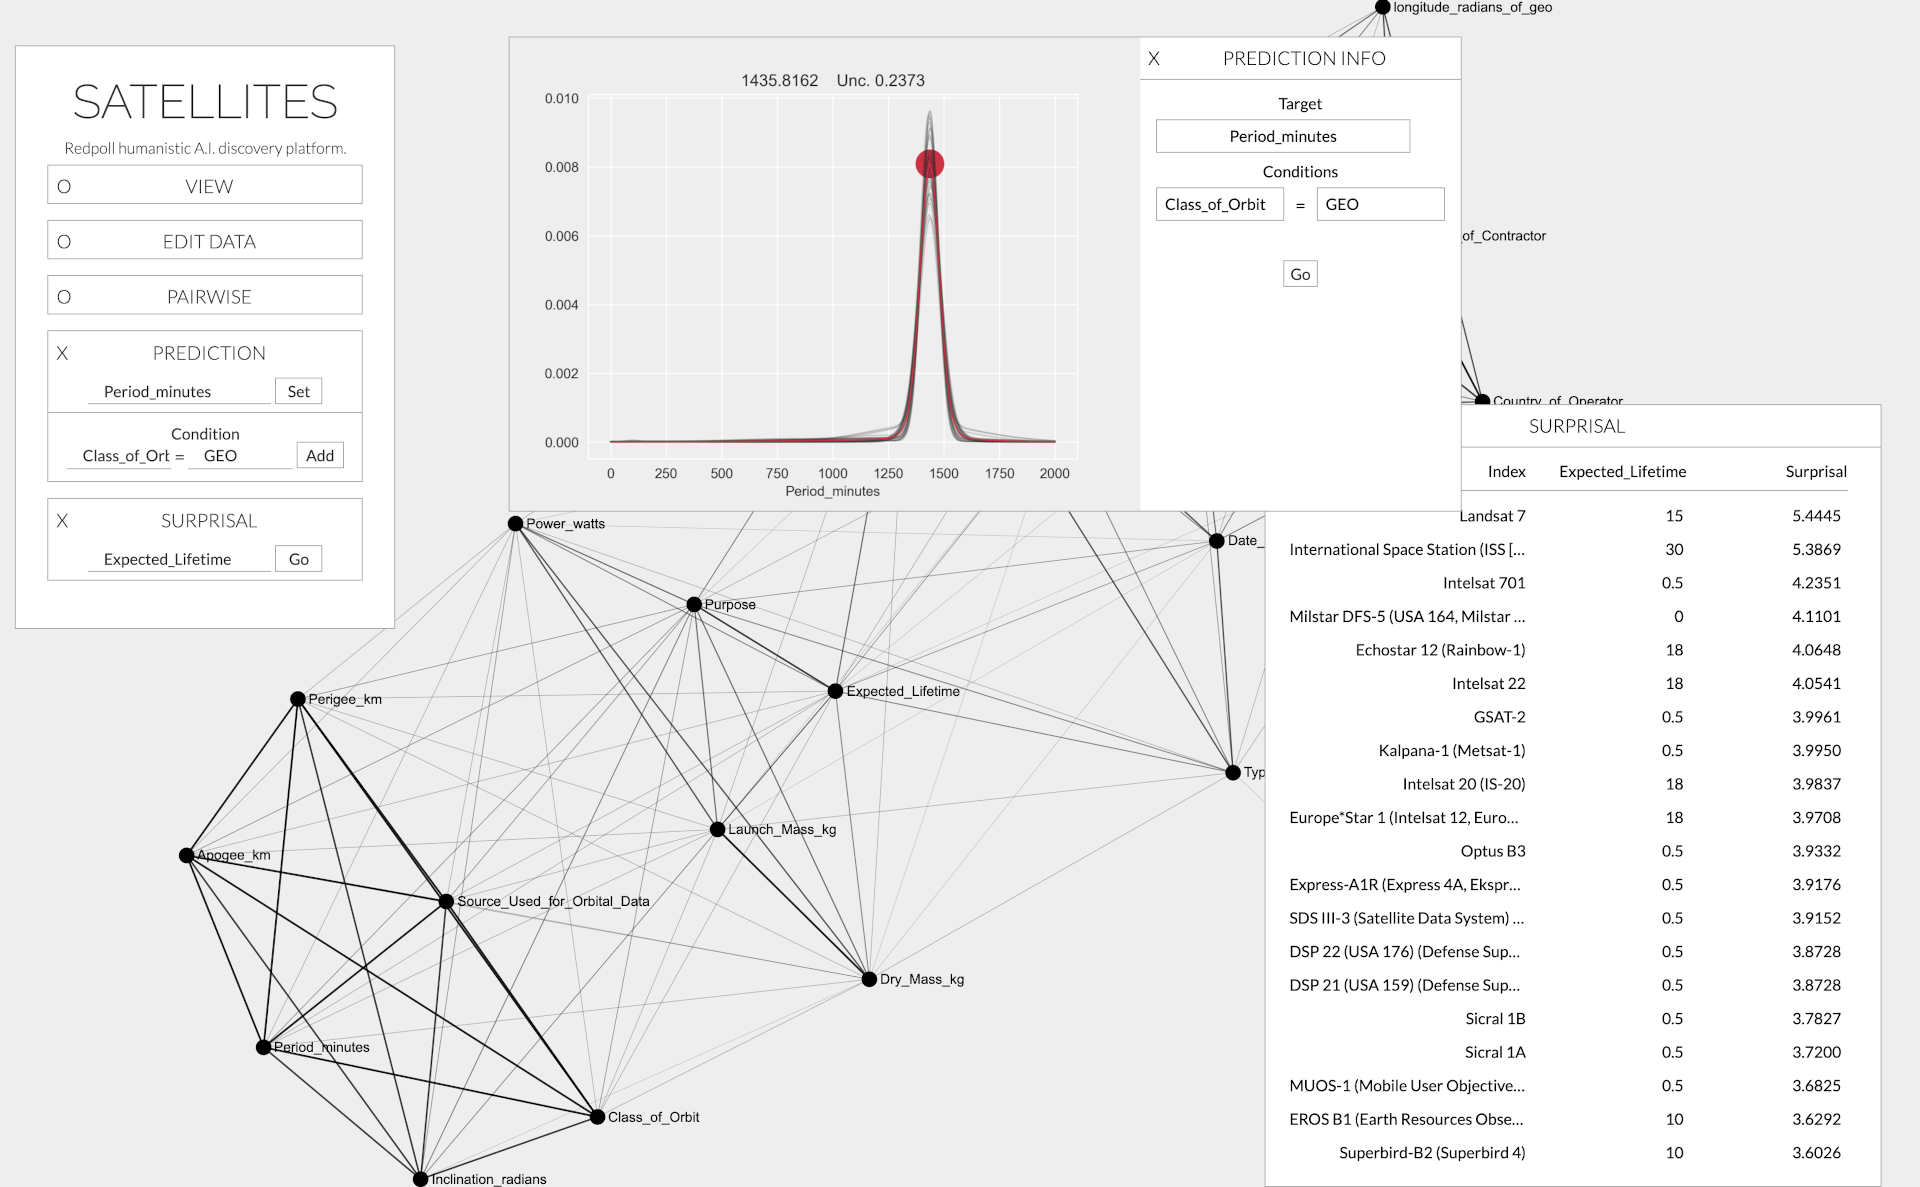 longitude_radians_of_geo
SATELLITES
Redpoll humanistic A.I. discovery platform.
O VIEW
O EDIT DATA
O PAIRWISE
X PREDICTION
Period_minutes Set
Condition
Class_of_Ort = GEO Add
X SURPRISAL
Expected_Lifetime Go
1435.8162 Unc. 0.2373
0.010
0.008
0.006
0.004
0.002
0.000
0 250 500 750 1000 1250 1500 1750 2000
Period_minutes
X PREDICTION INFO
Target
Period_minutes
Conditions
Class_of_Orbit = GEO
Go
of_Contractor
Country_of_Operator
SURPRISAL
Index Expected_Lifetime Surprisal
Landsat 7 15 5.4445
International Space Station (ISS [... 30 5.3869
Intelsat 701 0.5 4.2351
Milstar DFS-5 (USA 164, Milstar ... 0 4.1101
Echostar 12 (Rainbow-1) 18 4.0648
Intelsat 22 18 4.0541
GSAT-2 0.5 3.9961
Kalpana-1 (Metsat-1) 0.5 3.9950
Intelsat 20 (IS-20) 18 3.9837
Europe*Star 1 (Intelsat 12, Euro... 18 3.9708
Optus B3 0.5 3.9332
Express-A1R (Express 4A, Ekspr... 0.5 3.9176
SDS III-3 (Satellite Data System) ... 0.5 3.9152
DSP 22 (USA 176) (Defense Sup... 0.5 3.8728
DSP 21 (USA 159) (Defense Sup... 0.5 3.8728
Sicral 1B 0.5 3.7827
Sicral 1A 0.5 3.7200
MUOS-1 (Mobile User Objective... 0.5 3.6825
EROS B1 (Earth Resources Obse... 10 3.6292
Superbird-B2 (Superbird 4) 10 3.6026
Power_watts
Date_
Purpose
Expected_Lifetime
Perigee_km
Typ
Launch_Mass_kg
Apogee_km
Source_Used_for_Orbital_Data
Dry_Mass_kg
Period_minutes
Class_of_Orbit
Inclination_radians